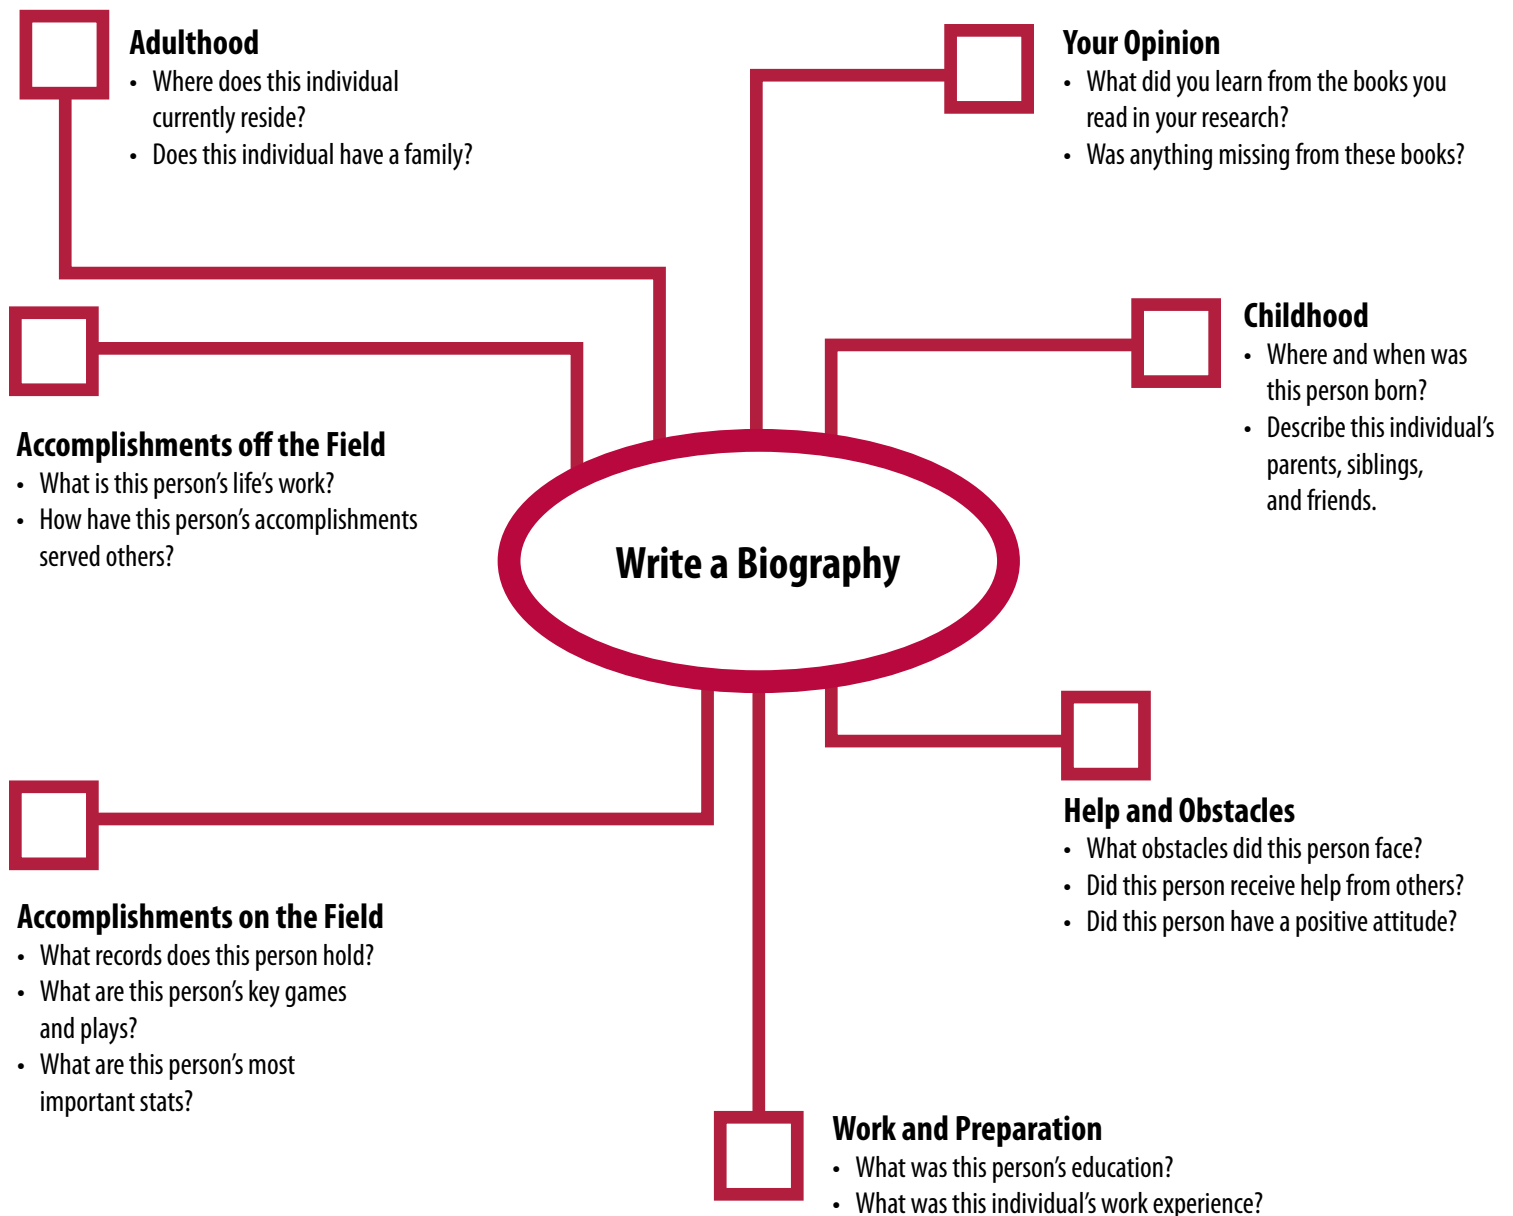 Adulthood
• Where does this individual
currently reside?
• Does this individual have a family?
Your Opinion
• What did you learn from the books you
read in your research?
• Was anything missing from these books?
Childhood
• Where and when was
this person born?
• Describe this individual’s
parents, siblings,
and friends.
Accomplishments off the Field
• What is this person’s life’s work?
• How have this person’s accomplishments
served others?
Write a Biography
Help and Obstacles
• What obstacles did this person face?
• Did this person receive help from others?
• Did this person have a positive attitude?
Accomplishments on the Field
• What records does this person hold?
• What are this person’s key games
and plays?
• What are this person’s most
important stats?
Work and Preparation
• What was this person’s education?
• What was this individual’s work experience?